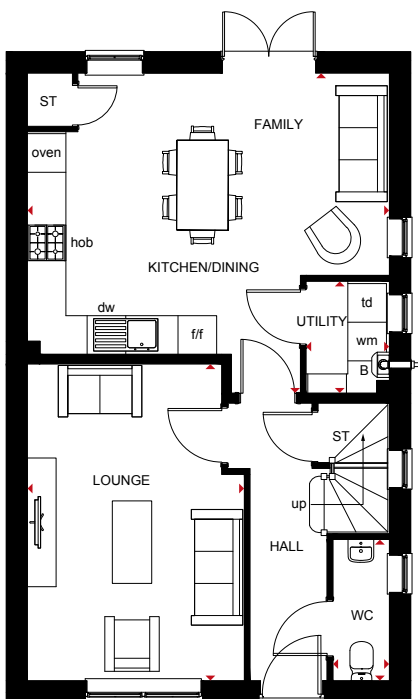 ST
FAMILY
oven
hob
KITCHEN/DINING
td
dw
UTILITY
f/f
wm
B
ST
LOUNGE
up
HALL
WC